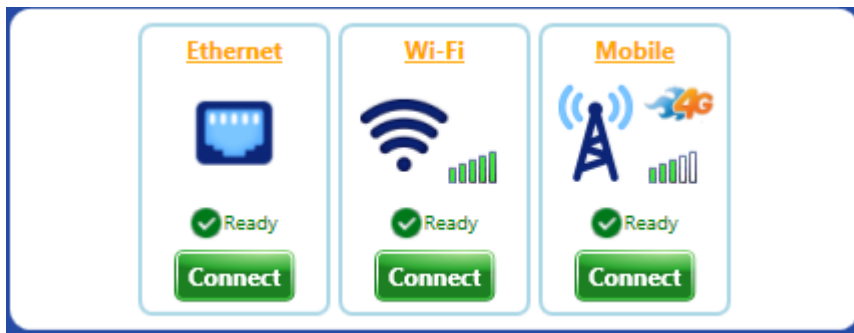 Ethernet
Wi-Fi
Mobile
4G
Ready
Ready
Ready
Connect
Connect
Connect